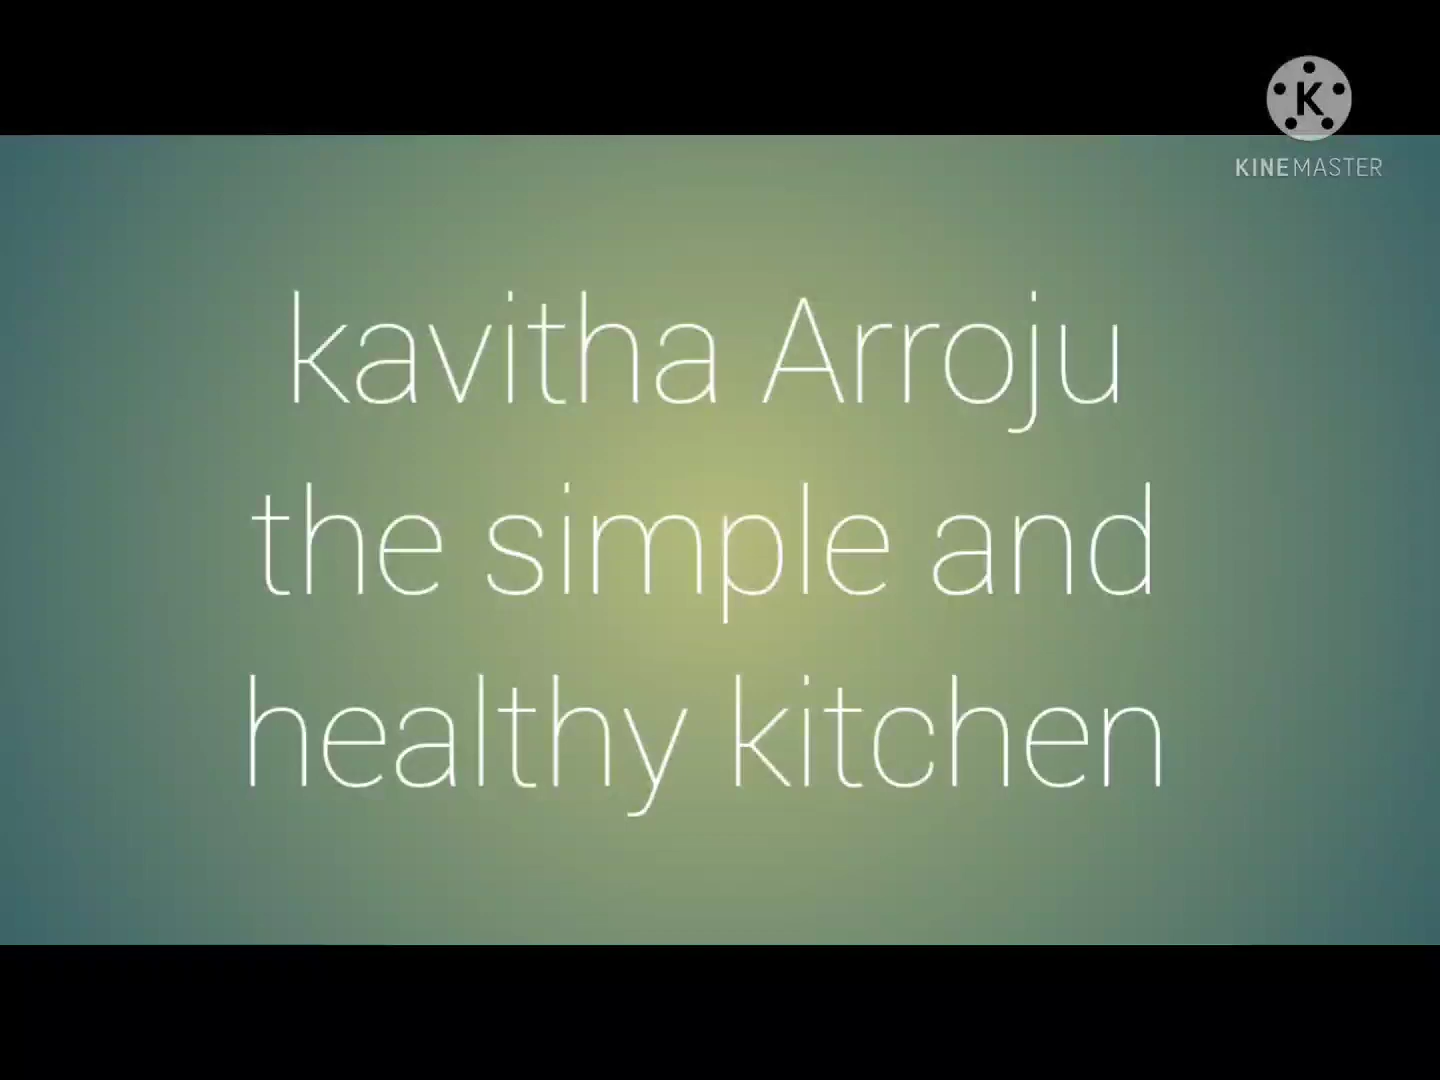 K
KINEMASTER
kavitha Arroju
the simple and
healthy kitchen